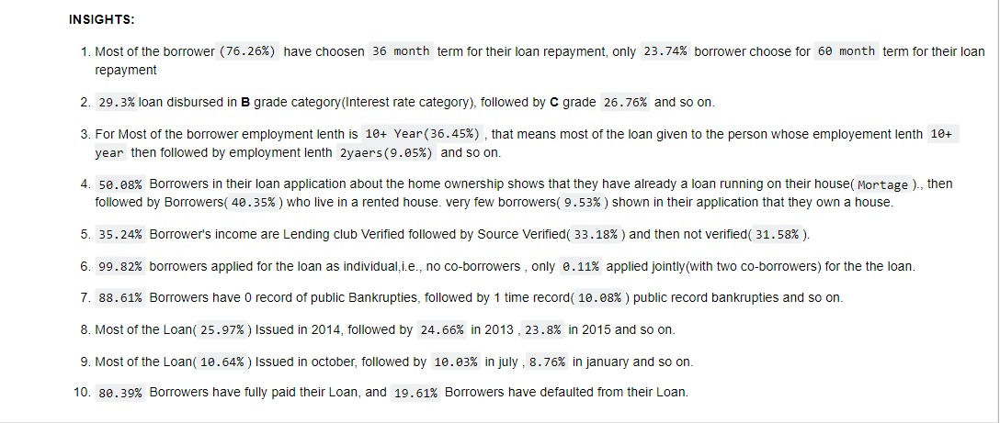 INSIGHTS:
1. Most of the borrower (76.26%) have choosen 36 month term for their loan repayment, only 23.74% borrower choose for 60 month term for their loan
repayment
2. 29.3% loan disbursed in B grade category(Interest rate category), followed by C grade 26.76% and so on.
3. For Most of the borrower employment lenth is 10+ Year(36.45%) , that means most of the loan given to the person whose employement lenth 10+
year then followed by employment lenth 2yaers(9.05%) and so on.
4. 50.08% Borrowers in their loan application about the home ownership shows that they have already a loan running on their house( Mortage )., then
followed by Borrowers( 40.35% ) who live in a rented house. very few borrowers( 9.53% ) shown in their application that they own a house.
5. 35.24% Borrower's income are Lending club Verified followed by Source Verified( 33.18% ) and then not verified( 31.58% ).
6. 99.82% borrowers applied for the loan as individual,i.e., no co-borrowers , only 0.11% applied jointly(with two co-borrowers) for the the loan.
7. 88.61% Borrowers have 0 record of public Bankrupties, followed by 1 time record( 10.08% ) public record bankrupties and so on.
8. Most of the Loan( 25.97% ) Issued in 2014, followed by 24.66% in 2013 , 23.8% in 2015 and so on.
9. Most of the Loan( 10.64% ) Issued in october, followed by 10.03% in july , 8.76% in january and so on.
10. 80.39% Borrowers have fully paid their Loan, and 19.61% Borrowers have defaulted from their Loan.